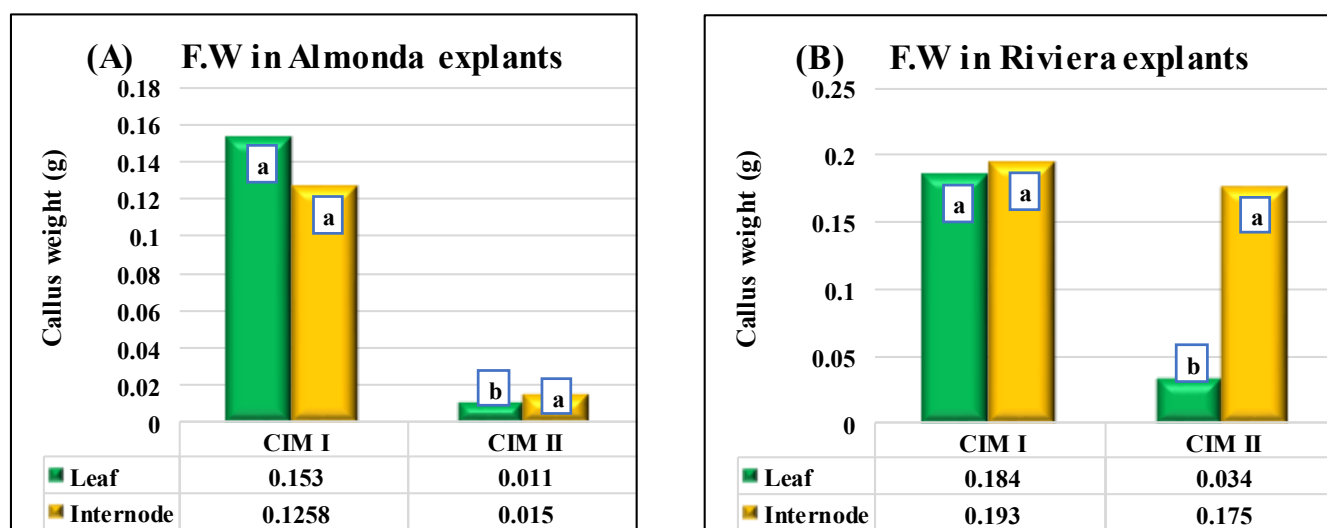 (A) F.W in Almonda explants
Callus weight (g)
0.18
0.16
0.14
0.12
0.1
0.08
0.06
0.04
0.02
0
a
a
b
a
CIM I CIM II
Leaf 0.153 0.011
Internode 0.1258 0.015
(B) F.W in Riviera explants
Callus weight (g)
0.25
0.2
0.15
0.1
0.05
0
a
a
b
a
CIM I CIM II
Leaf 0.184 0.034
Internode 0.193 0.175